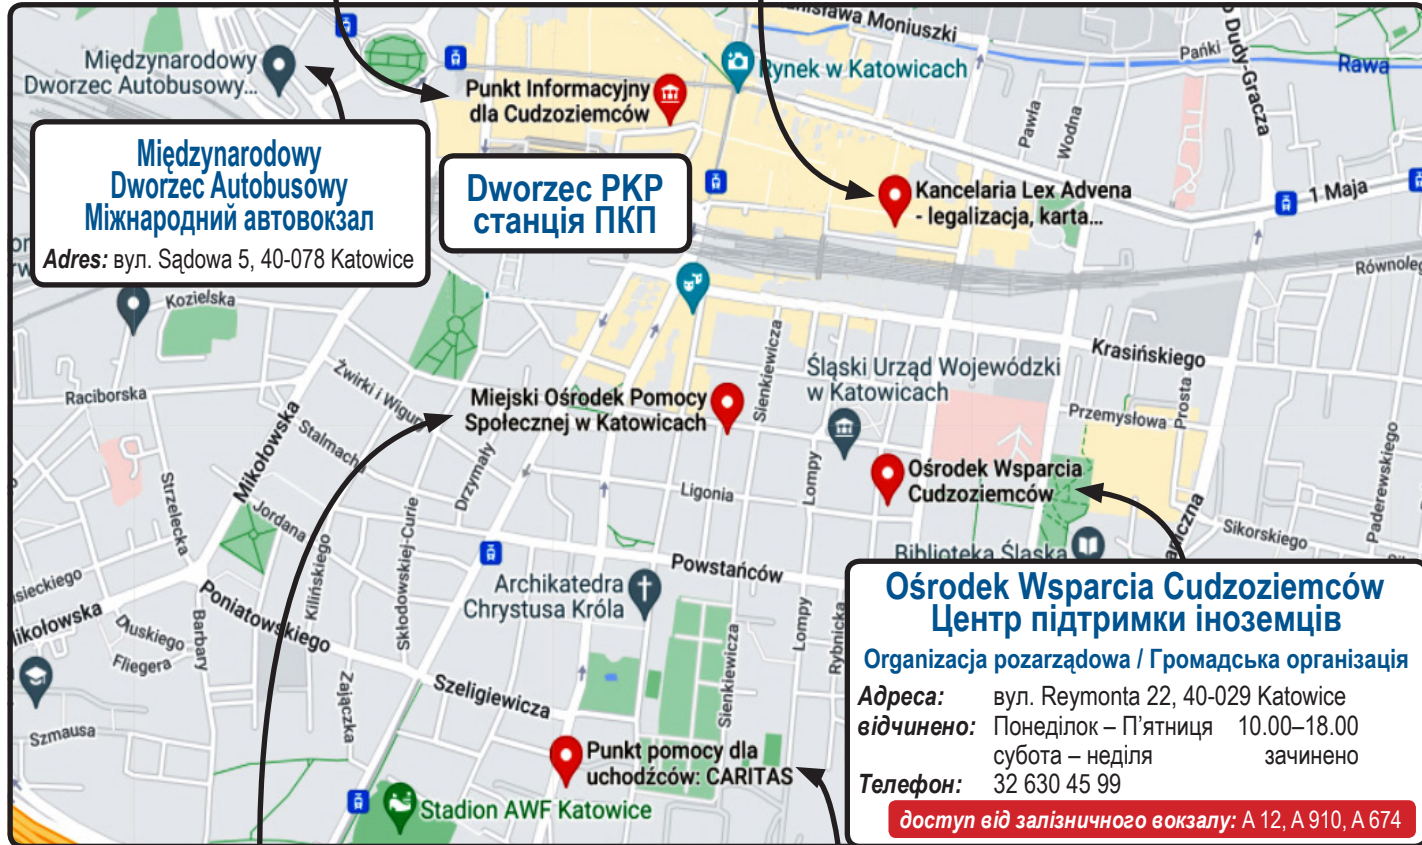 Stanisława Moniuszki
Dudy-Gracza
Pańki
Rawa
Międzynarodowy
Dworzec Autobusowy...
Rynek w Katowicach
Punkt Informacyjny
dla Cudzoziemców
Pawła
Wodna
Międzynarodowy
Dworzec Autobusowy
Міжнародний автовокзал
Adres: вул. Sądowa 5, 40-078 Katowice
Dworzec PKP
станція ПКП
Kancelaria Lex Advena
- legalizacja, karta...
1 Maja
Kozielska
Krasińskiego
Raciborska
Żwirki i Wigury
Sienkiewicza
Śląski Urząd Wojewódzki
w Katowicach
Miejski Ośrodek Pomocy
Społecznej w Katowicach
Przemysłowa
Prosta
Mikołowska
Stalmacha
Drzymały
Strzelecka
Lompy
Ośrodek Wsparcia
Cudzoziemców
Paderewskiego
Ligonia
Jordana
Kilińskiego
Skłodowskiej-Curie
Sikorskiego
Biblioteka Śląska
Powstańców
Archikatedra
Chrystusa Króla
Poniatowskiego
Mikołowska
Dłuskiego
Fliegera
Barbary
Zajączka
Szeligiewicza
Sienkiewicza
Lompy
Rybnicka
Szmausa
Punkt pomocy dla
uchodźców: CARITAS
Stadion AWF Katowice
Ośrodek Wsparcia Cudzoziemców
Центр підтримки іноземців
Organizacja pozarządowa / Громадська організація
Адреса: вул. Reymonta 22, 40-029 Katowice
відчинено: Понеділок – П'ятниця 10.00–18.00
субота – неділя зачинено
Телефон: 32 630 45 99
доступ від залізничного вокзалу: A 12, A 910, A 674